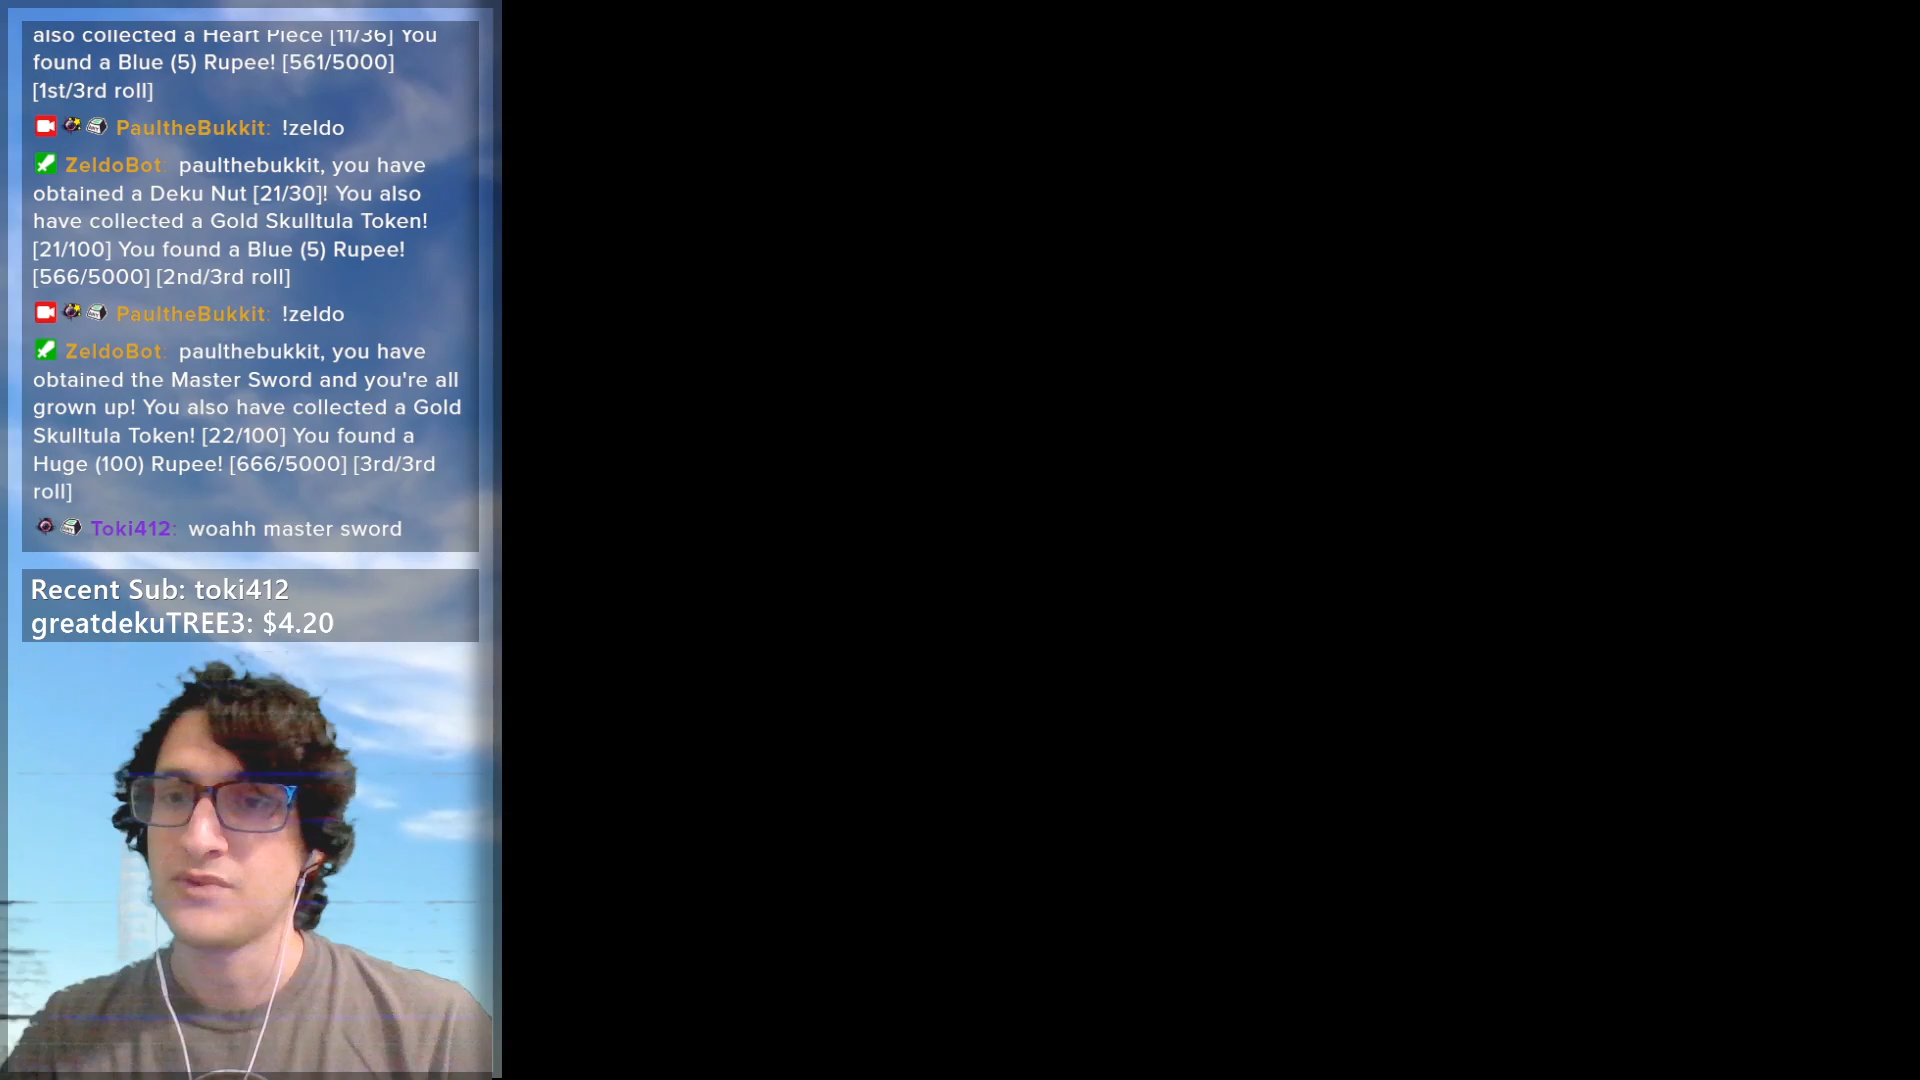 also collected a Heart Piece [11/36] You
found a Blue (5) Rupee! [561/5000]
[1st/3rd roll]
PaultheBukkit: !zeldo
ZeldoBot: paulthebukkit, you have
obtained a Deku Nut [21/30]! You also
have collected a Gold Skulltula Token!
[21/100] You found a Blue (5) Rupee!
[566/5000] [2nd/3rd roll]
PaultheBukkit: !zeldo
ZeldoBot: paulthebukkit, you have
obtained the Master Sword and you're all
grown up! You also have collected a Gold
Skulltula Token! [22/100] You found a
Huge (100) Rupee! [666/5000] [3rd/3rd
roll]
Toki412: woahh master sword
Recent Sub: toki412
greatdekuTREE3: $4.20